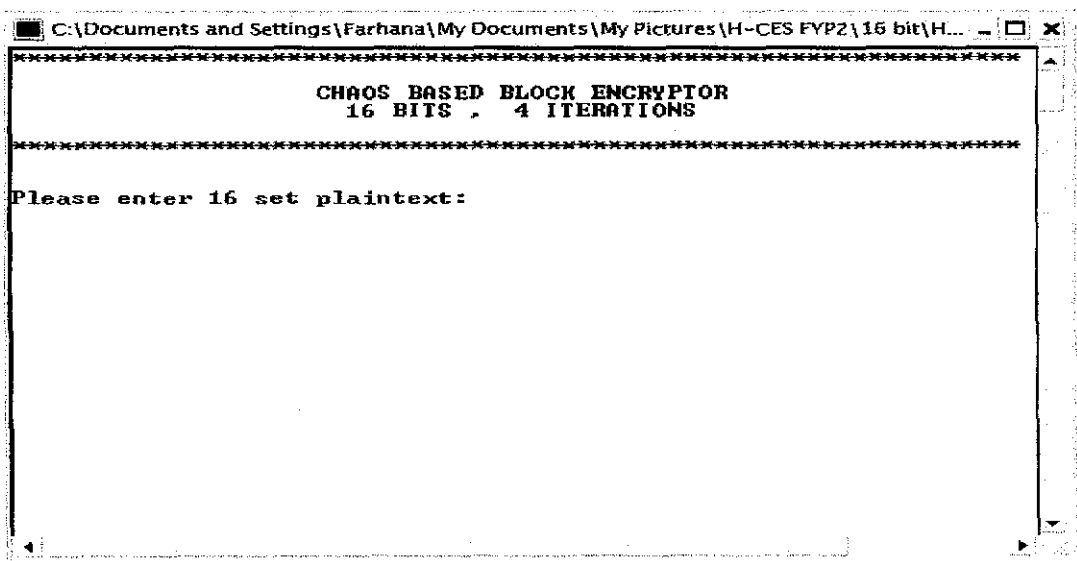 C:\Documents and Settings\Farhana\My Documents\My Pictures\H-CES FYP2\16 bit\H...
************************************************************************
CHAOS BASED BLOCK ENCRYPTOR
16 BITS , 4 ITERATIONS
************************************************************************
Please enter 16 set plaintext: